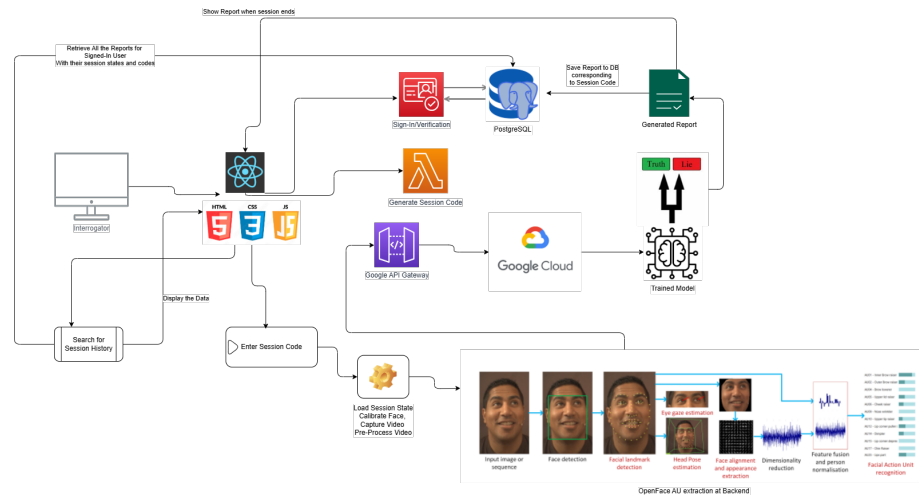 Show Report when session ends
Retrieve All the Reports for
Signed-In User
With their session states and codes
Save Report to DB
corresponding
to Session Code
Sign-In/Verification
PostgreSQL
Generated Report
Truth
Lie
HTML
CSS
JS
Interrogator
Generate Session Code
Google API Gateway
Google Cloud
Trained Model
Display the Data
Search for
Session History
Enter Session Code
Load Session State
Calibrate Face,
Capture Video
Pre-Process Video
Input image or
sequence
Face detection
Facial landmark
detection
Eye gaze estimation
Head Pose
estimation
Face alignment
and appearance
extraction
Dimensionality
reduction
Feature fusion
and person
normalisation
Facial Action Unit
recognition
OpenFace AU extraction at Backend